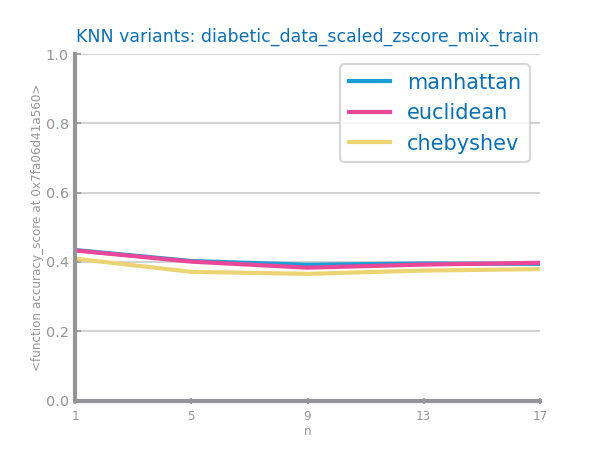 KNN variants: diabetic_data_scaled_zscore_mix_train
<function accuracy_score at 0x7fa06d41a560>
1.0
0.8
0.6
0.4
0.2
0.0
manhattan
euclidean
chebyshev
1 5 9 13 17
n